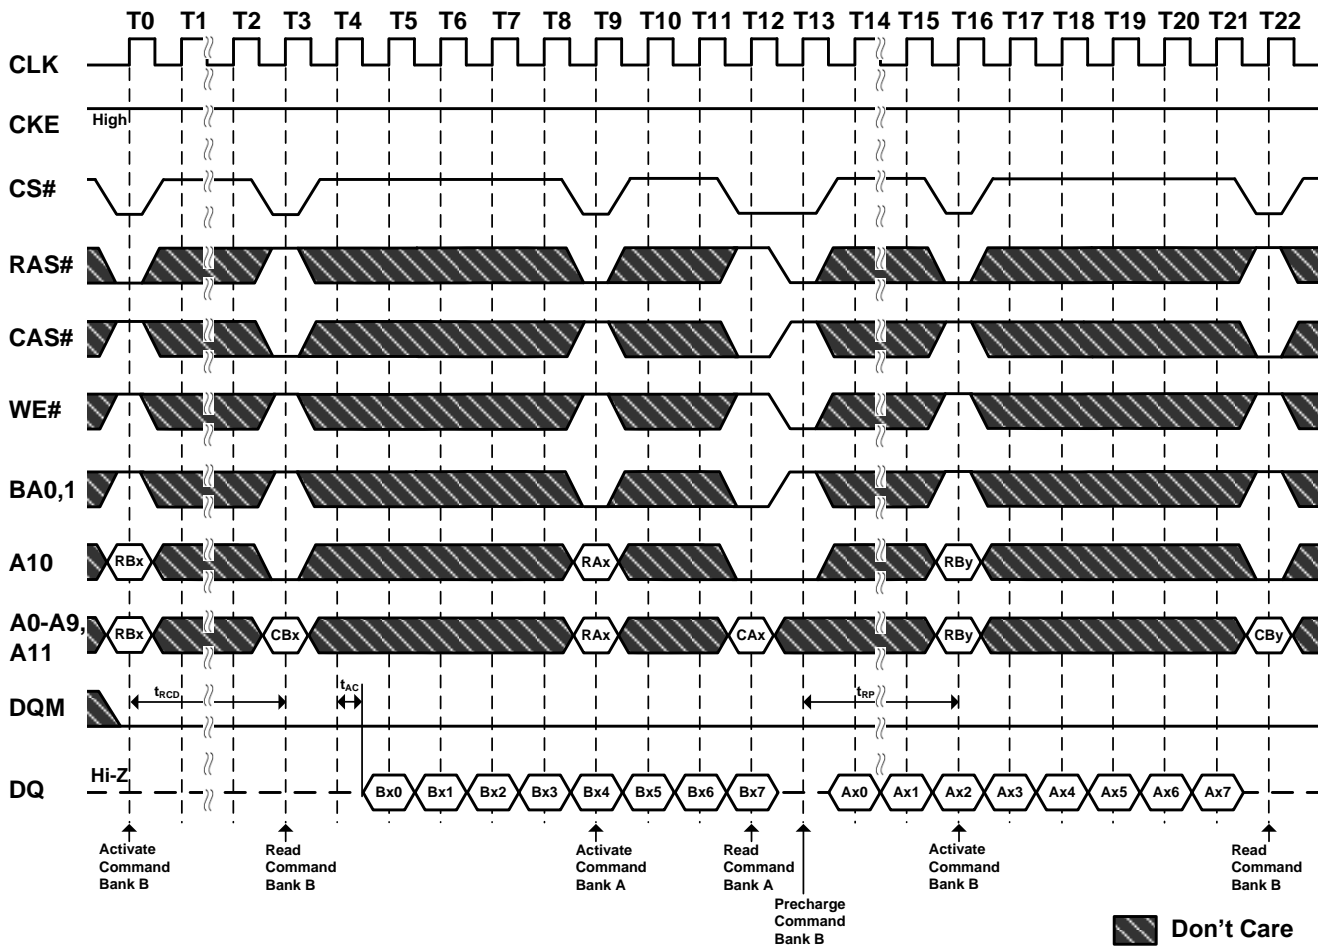 T0 T1 T2 T3 T4 T5 T6 T7 T8 T9 T10 T11 T12 T13 T14 T15 T16 T17 T18 T19 T20 T21 T22
CLK
CKE High
CS#
RAS#
CAS#
WE#
BA0,1
A10 RBx RAx RBy
A0-A9,
A11
RBx CBx RAx CAx RBy CBy
DQM tRCD tAC tRP
DQ Hi-Z Bx0 Bx1 Bx2 Bx3 Bx4 Bx5 Bx6 Bx7 Ax0 Ax1 Ax2 Ax3 Ax4 Ax5 Ax6 Ax7
Activate
Command
Bank B
Read
Command
Bank B
Activate
Command
Bank A
Read
Command
Bank A
Precharge
Command
Bank B
Activate
Command
Bank B
Read
Command
Bank B
Don't Care